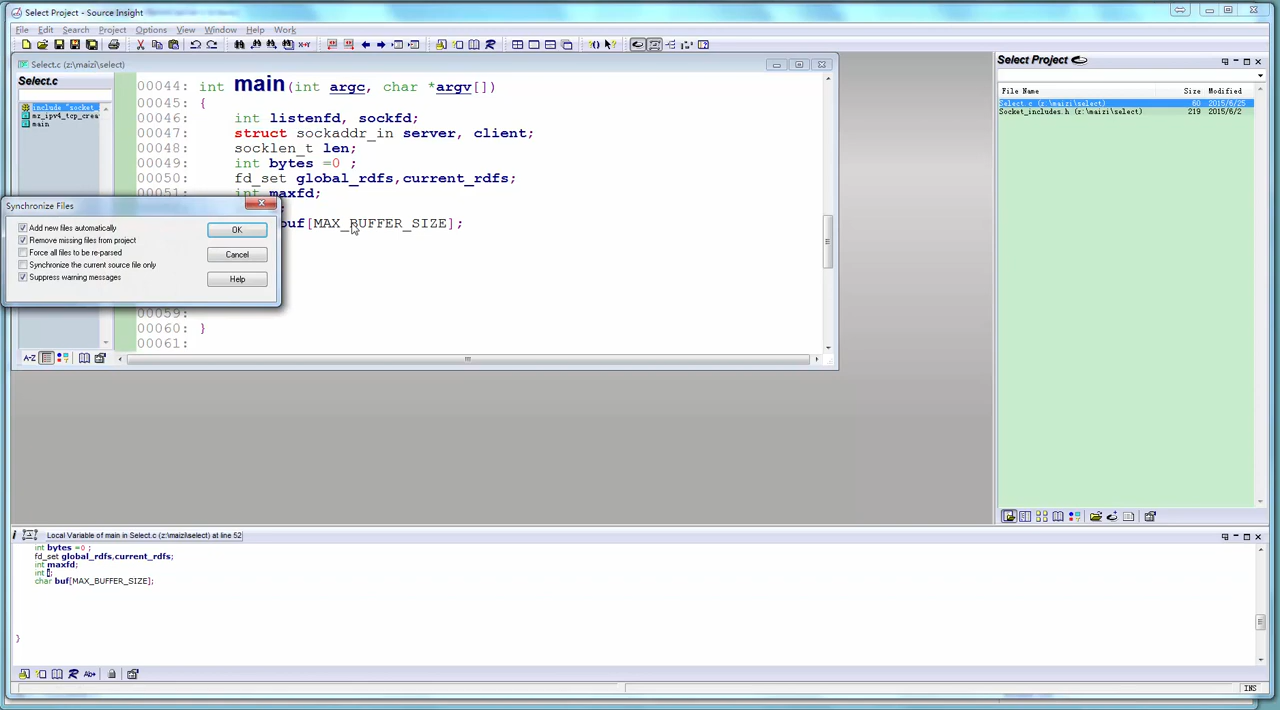 Select Project - Source Insight
File Edit Search Project Options View Window Help Work
Select.c (z:\maizi\select)
Select.c
include "socket_
mz_ipv4_tcp_crea
main
00044: int main(int argc, char *argv[])
00045: {
00046: int listenfd, sockfd;
00047: struct sockaddr_in server, client;
00048: socklen_t len;
00049: int bytes =0 ;
00050: fd_set global_rdfs,current_rdfs;
00051: int maxfd;
buf[MAX_BUFFER_SIZE];
00059:
00060: }
00061:
A-Z
Synchronize Files
Add new files automatically
Remove missing files from project
Force all files to be re-parsed
Synchronize the current source file only
Suppress warning messages
OK
Cancel
Help
Select Project
File Name Size Modified
Select.c (z:\maizi\select) 60 2015/6/25
Socket_includes.h (z:\maizi\select) 219 2015/6/2
Local Variable of main in Select.c (z:\maizi\select) at line 52
int bytes =0 ;
fd_set global_rdfs,current_rdfs;
int maxfd;
int i;
char buf[MAX_BUFFER_SIZE];
}
INS